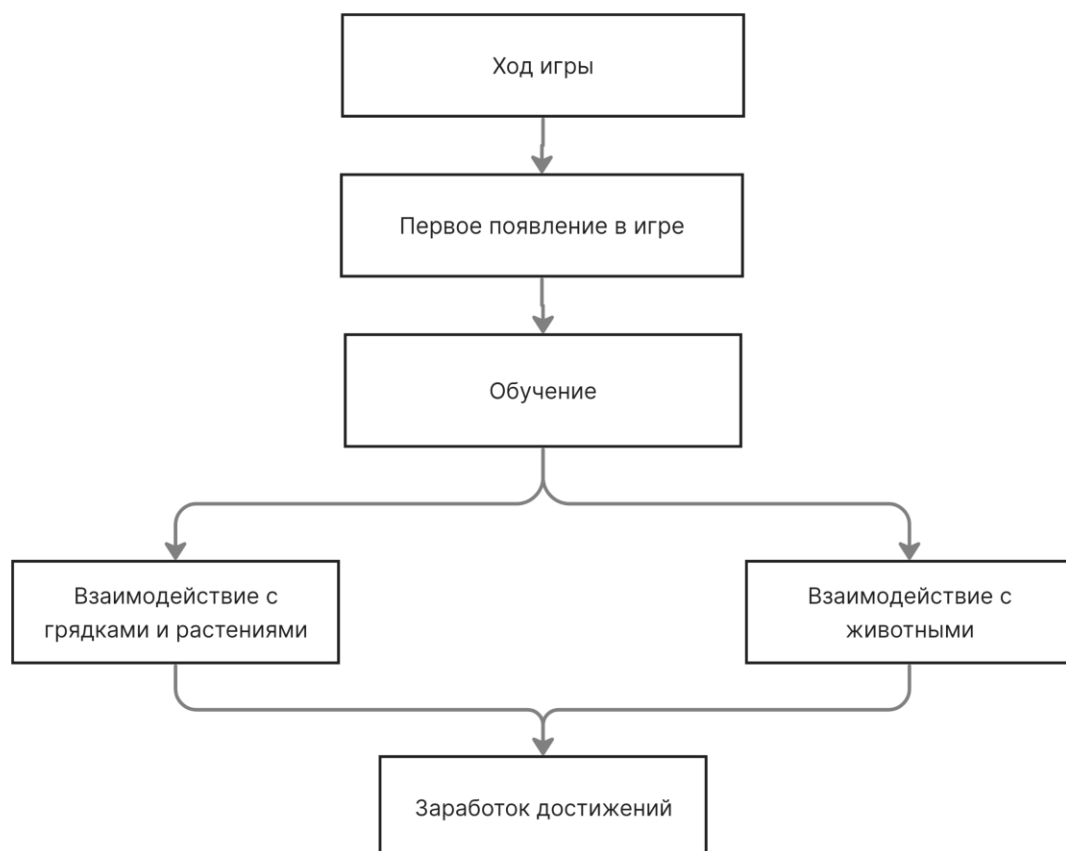 Ход игры
Первое появление в игре
Обучение
Взаимодействие с
грядками и растениями
Взаимодействие с
животными
Заработок достижений